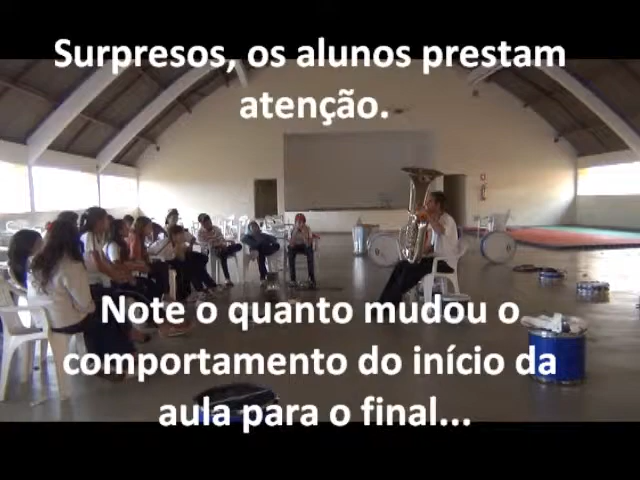 Surpresos, os alunos prestam
atenção.
Note o quanto mudou o
comportamento do início da
aula para o final...